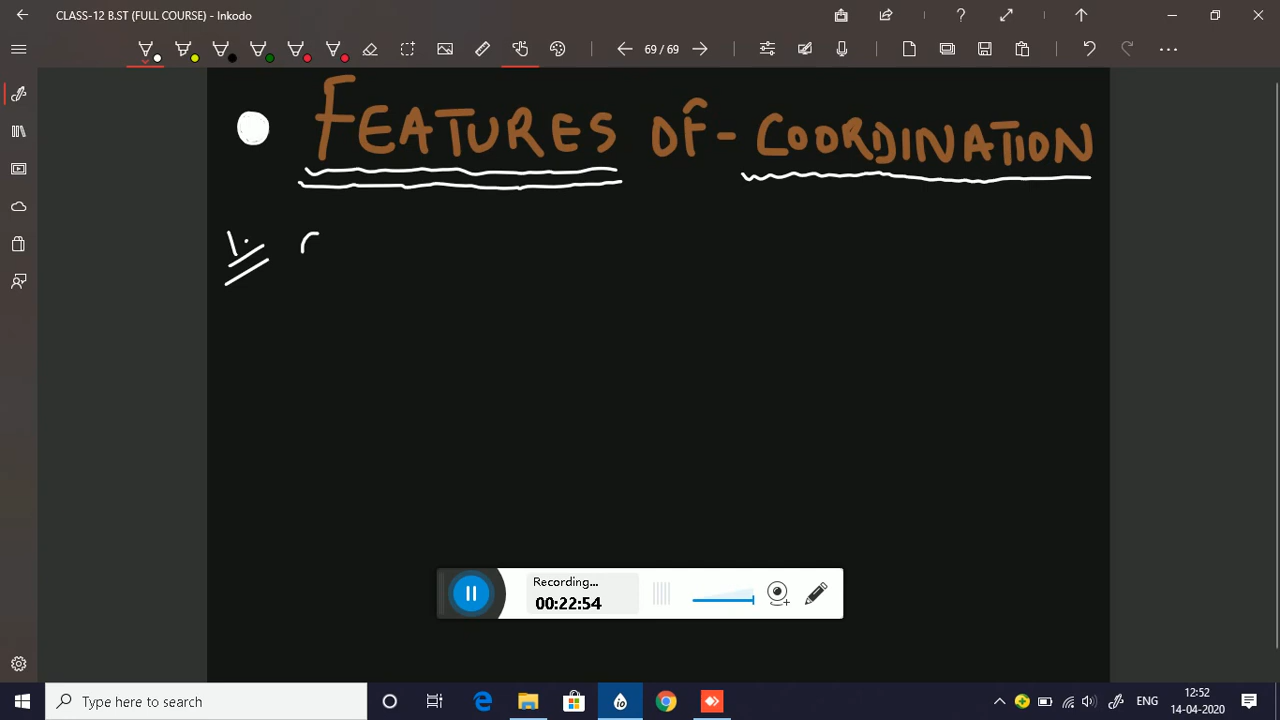 CLASS-12 B.ST (FULL COURSE) - Inkodo
69 / 69
FEATURES OF - COORDINATION
1.
Recording...
00:22:54
Type here to search
ENG
12:52
14-04-2020